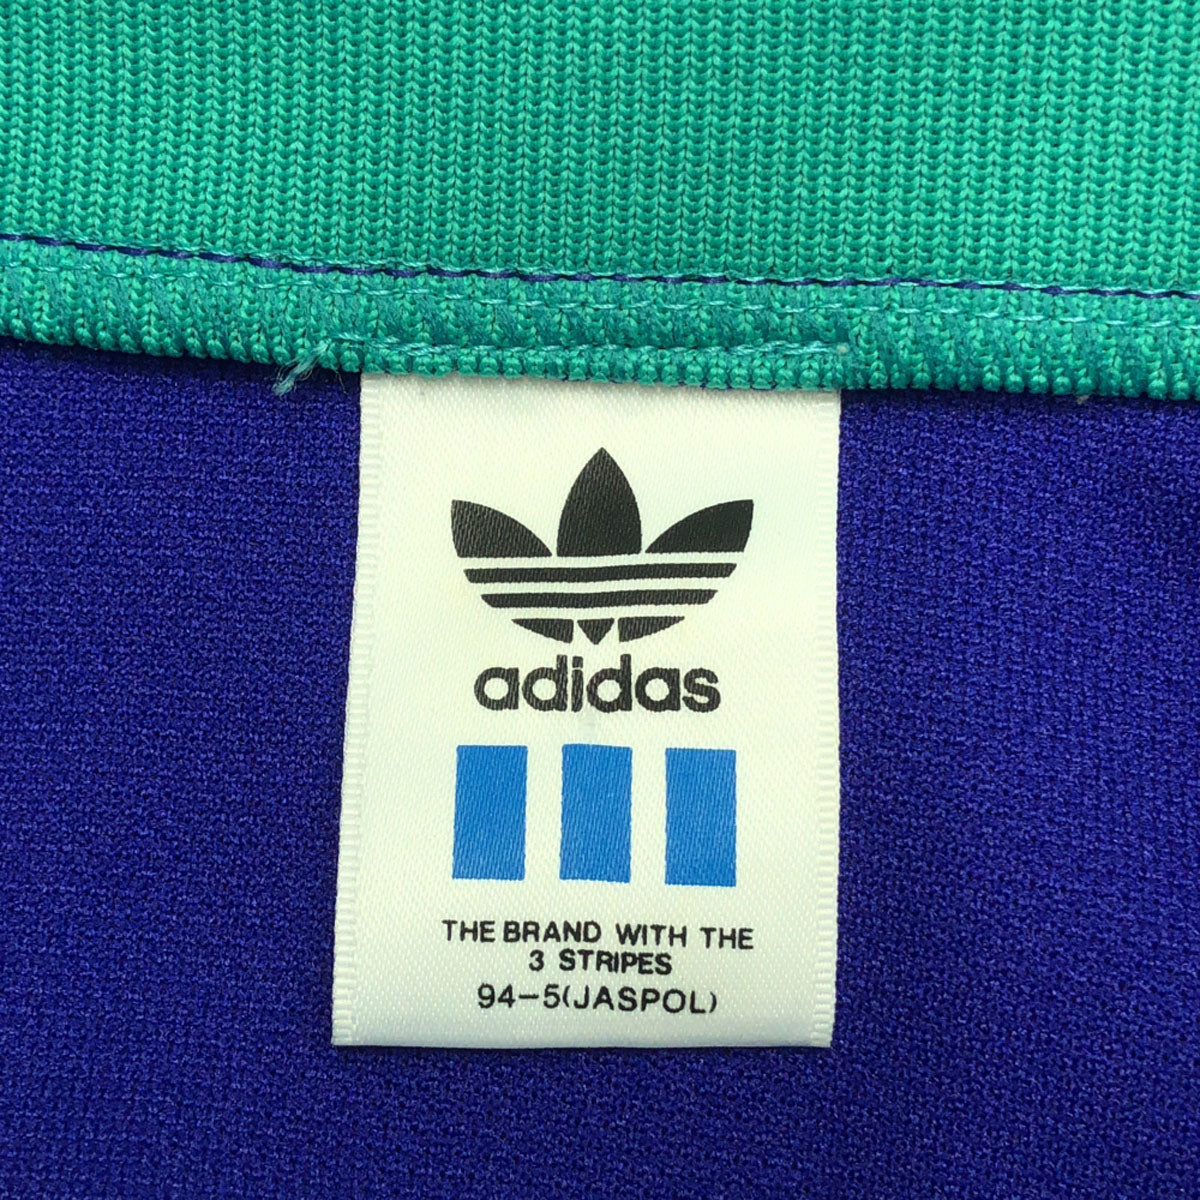 adidas
THE BRAND WITH THE
3 STRIPES
94-5(JASPOL)